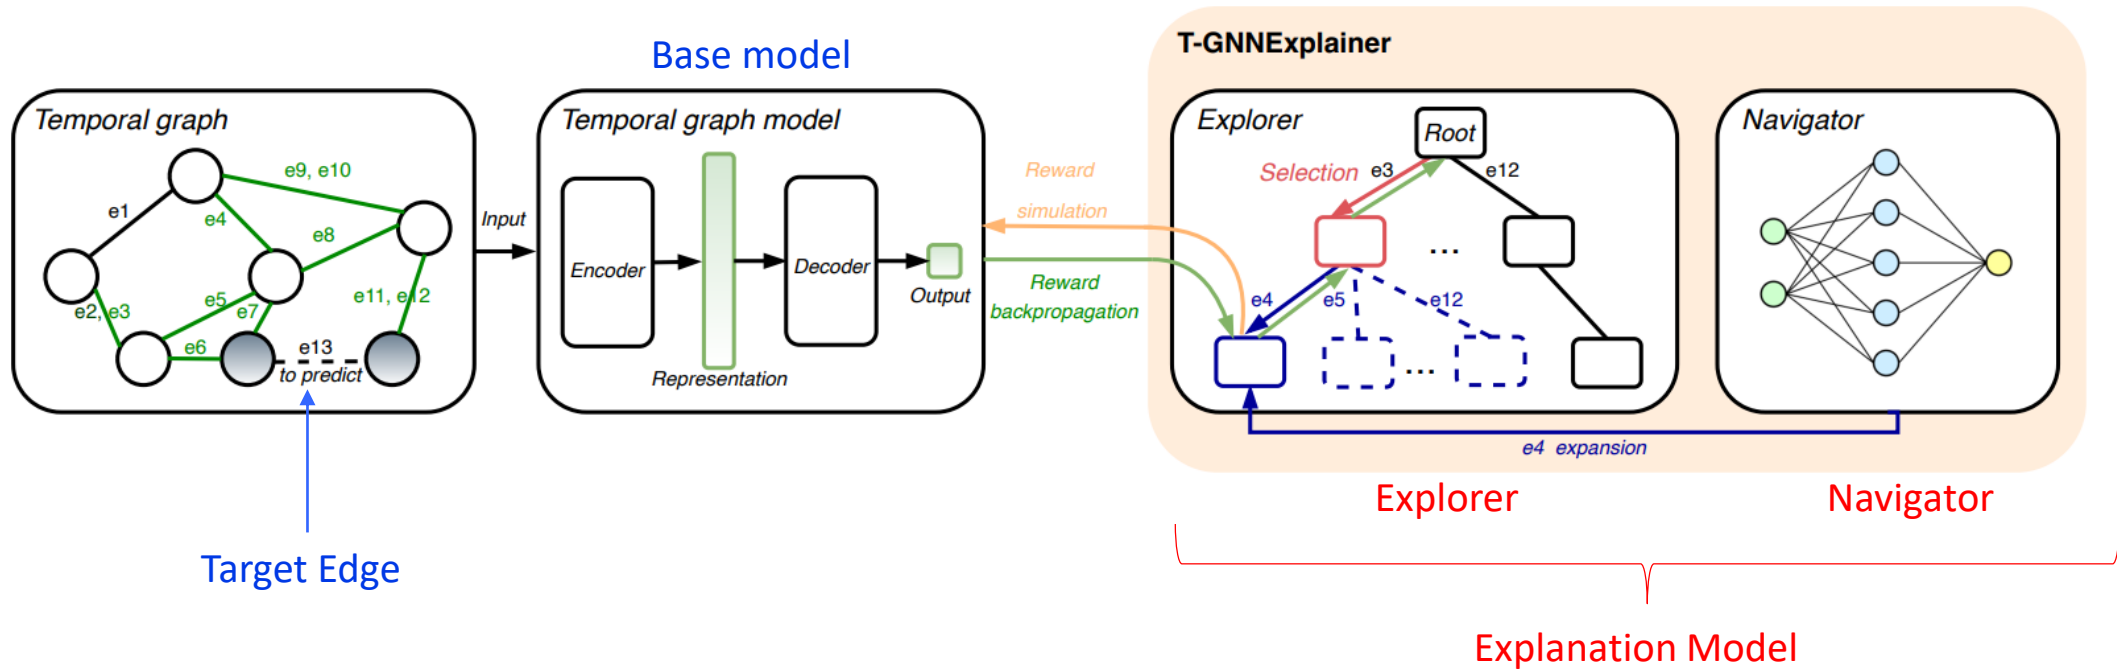 Base model
Temporal graph
e1
e2, e3
e4
e5
e6
e7
e8
e9, e10
e11, e12
e13
to predict
Target Edge
Input
Temporal graph model
Encoder
Representation
Decoder
Output
Reward
simulation
Reward
backpropagation
T-GNNExplainer
Explorer
Root
Selection
e3
e12
...
e4
e5
e12
...
Navigator
e4 expansion
Explorer
Navigator
Explanation Model